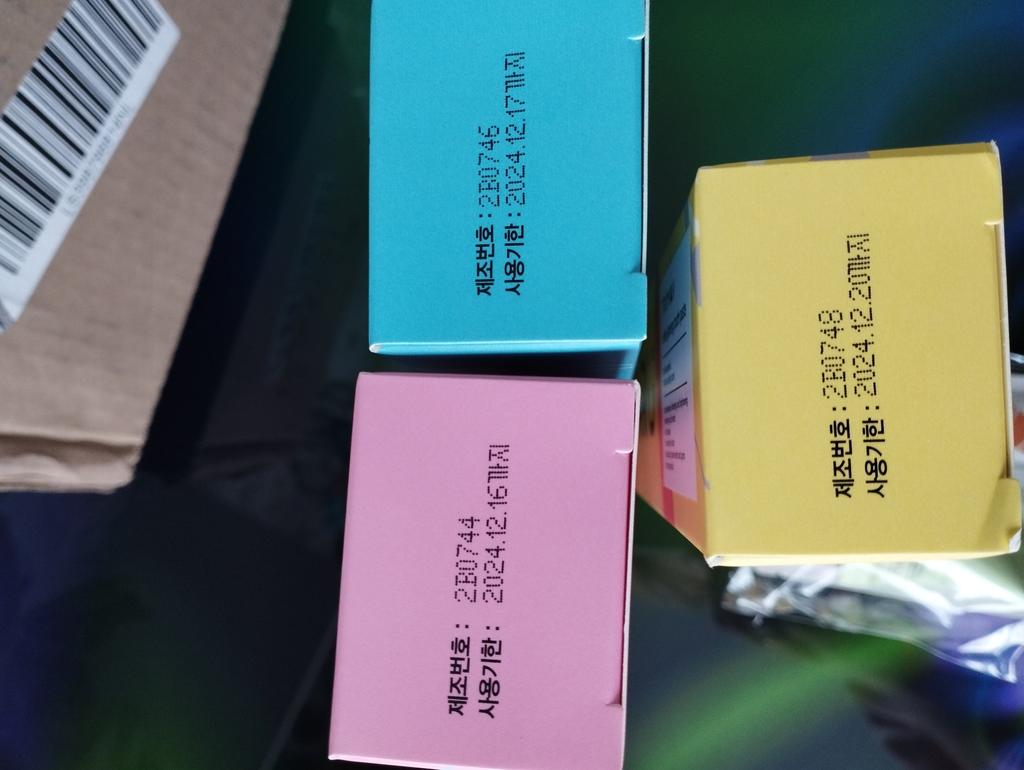 제조번호 : 2B0746
사용기한 : 2024.12.17까지
제조번호 : 2B0744
사용기한 : 2024.12.16까지
제조번호 : 2B0748
사용기한 : 2024.12.20까지